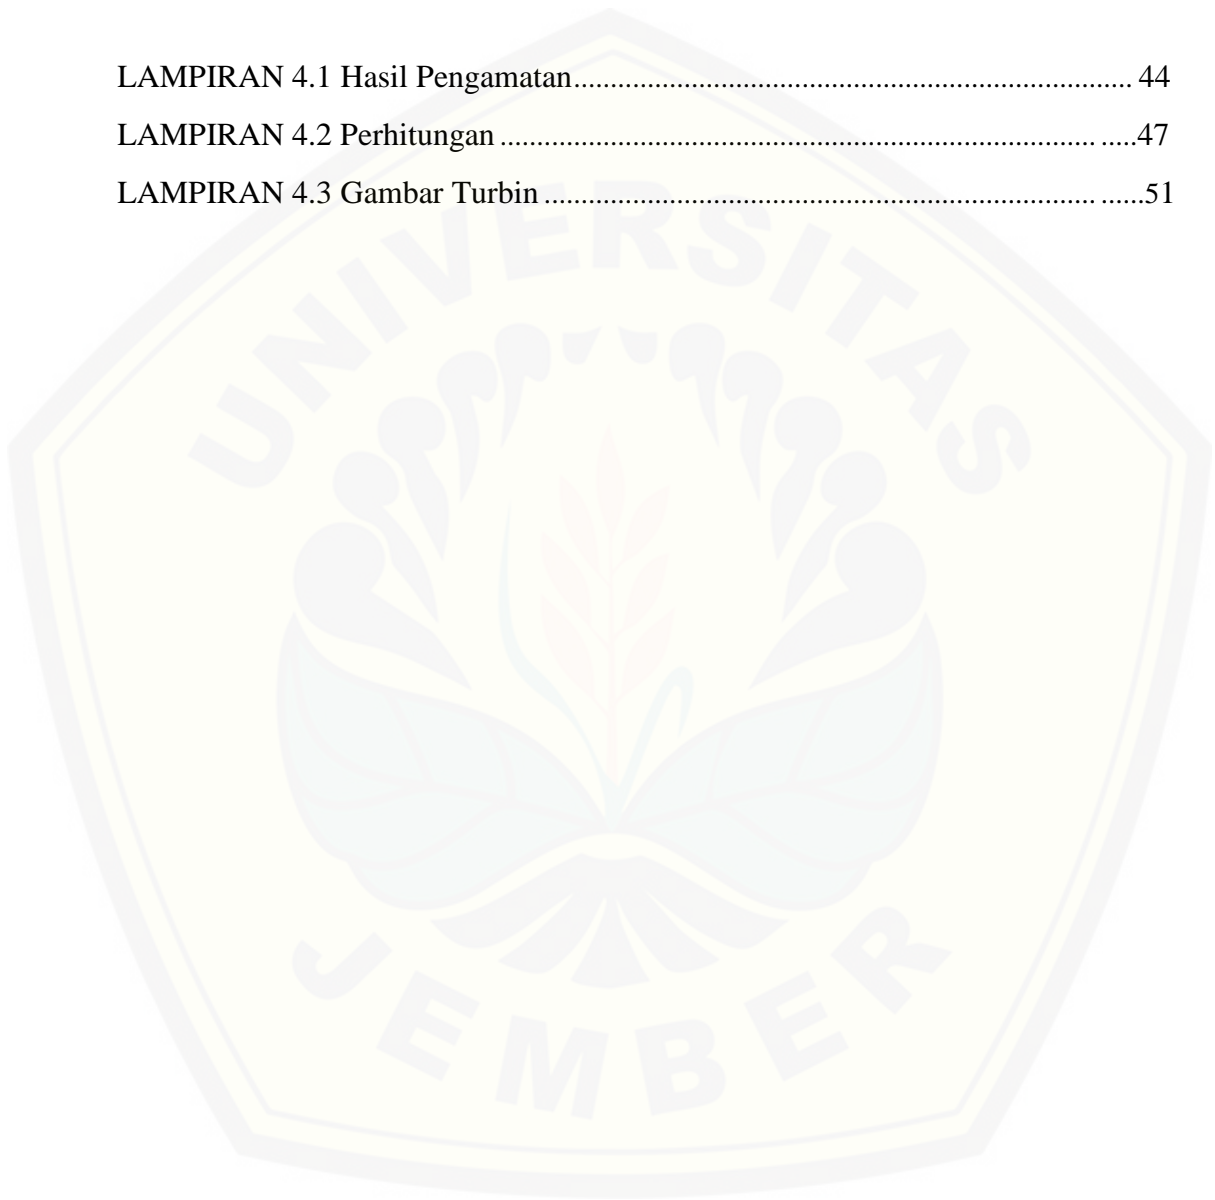 LAMPIRAN 4.1 Hasil Pengamatan............................................................................ 44
LAMPIRAN 4.2 Perhitungan ................................................................................. .....47
LAMPIRAN 4.3 Gambar Turbin ........................................................................... ......51
UNIVERSITAS
JEMBER